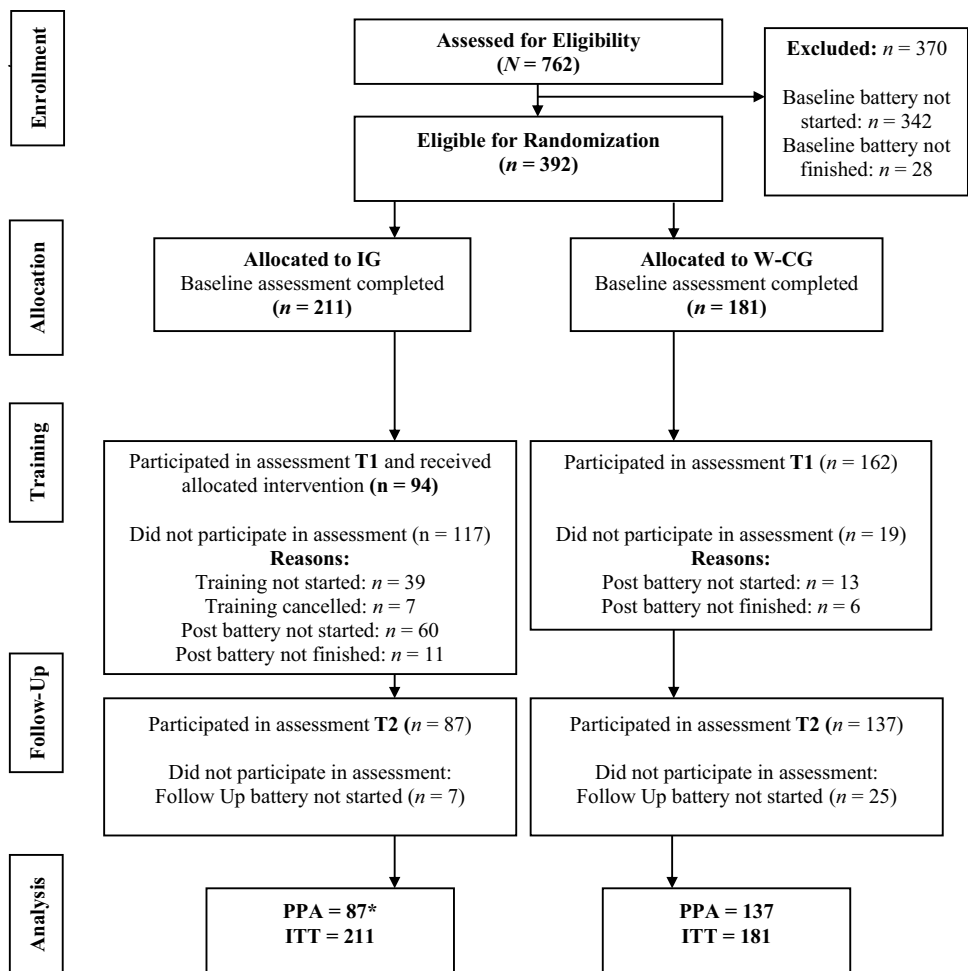 Enrollment
Assessed for Eligibility
(N = 762)
Excluded: n = 370
Baseline battery not
started: n = 342
Baseline battery not
finished: n = 28
Eligible for Randomization
(n = 392)
Allocation
Allocated to IG
Baseline assessment completed
(n = 211)
Allocated to W-CG
Baseline assessment completed
(n = 181)
Training
Participated in assessment T1 and received
allocated intervention (n = 94)
Did not participate in assessment (n = 117)
Reasons:
Training not started: n = 39
Training cancelled: n = 7
Post battery not started: n = 60
Post battery not finished: n = 11
Participated in assessment T1 (n = 162)
Did not participate in assessment (n = 19)
Reasons:
Post battery not started: n = 13
Post battery not finished: n = 6
Follow-Up
Participated in assessment T2 (n = 87)
Did not participate in assessment:
Follow Up battery not started (n = 7)
Participated in assessment T2 (n = 137)
Did not participate in assessment:
Follow Up battery not started (n = 25)
Analysis
PPA = 87*
ITT = 211
PPA = 137
ITT = 181